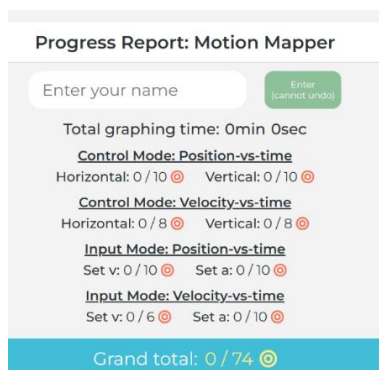 Progress Report: Motion Mapper
Enter your name
Enter
(cannot undo)
Total graphing time: 0min 0sec
Control Mode: Position-vs-time
Horizontal: 0 / 10 Vertical: 0 / 10
Control Mode: Velocity-vs-time
Horizontal: 0 / 8 Vertical: 0 / 8
Input Mode: Position-vs-time
Set v: 0 / 10 Set a: 0 / 10
Input Mode: Velocity-vs-time
Set v: 0 / 6 Set a: 0 / 10
Grand total: 0 / 74